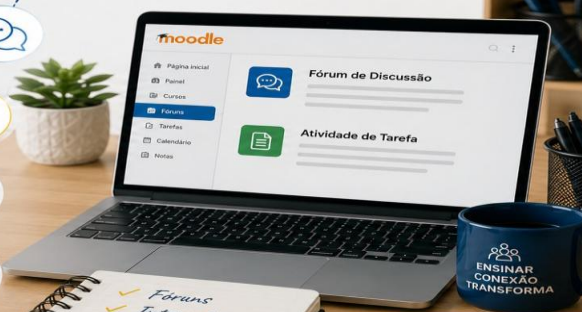 moodle
Página inicial
Painel
Cursos
Fóruns
Tarefas
Calendário
Notas
Fórum de Discussão
Atividade de Tarefa
ENSINAR
CONEXÃO
TRANSFORMA
Fóruns